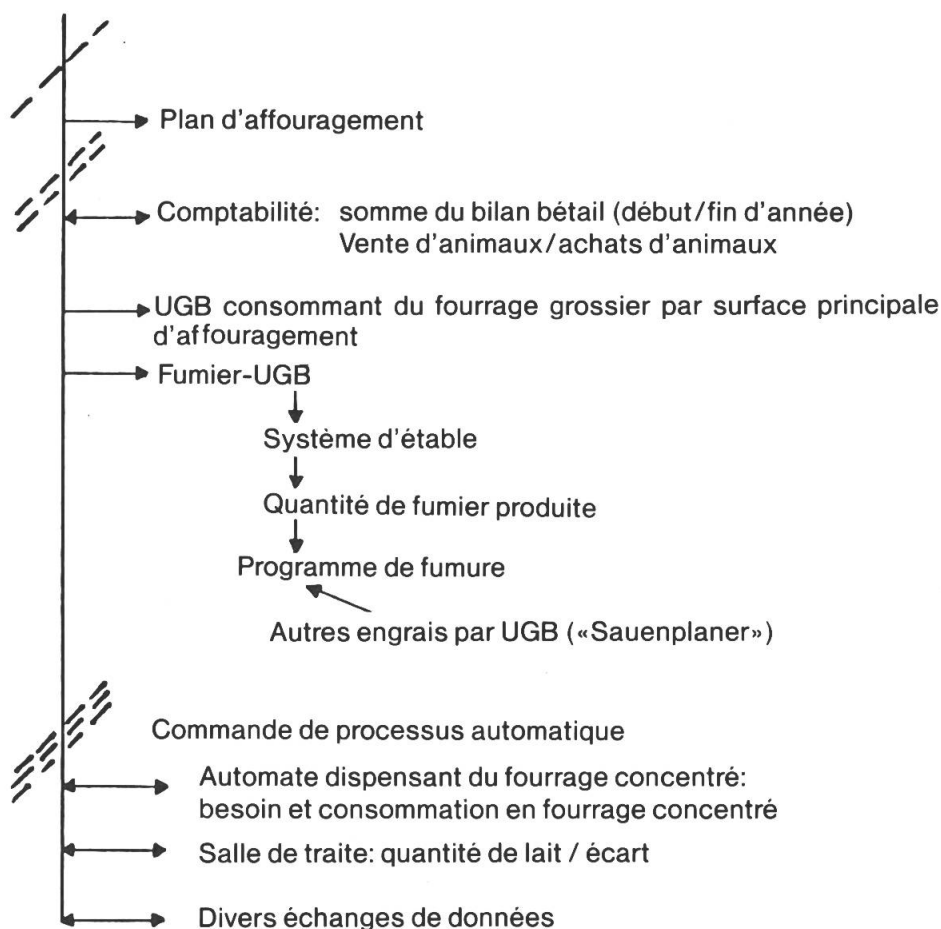 Plan d'affouragement
Comptabilité: somme du bilan bétail (début/fin d'année)
Vente d'animaux/achats d'animaux
UGB consommant du fourrage grossier par surface principale
d'affouragement
Fumier-UGB
Système d'étable
Quantité de fumier produite
Programme de fumure
Autres engrais par UGB («Sauenplaner»)
Commande de processus automatique
Automate dispensant du fourrage concentré:
besoin et consommation en fourrage concentré
Salle de traite: quantité de lait / écart
Divers échanges de données